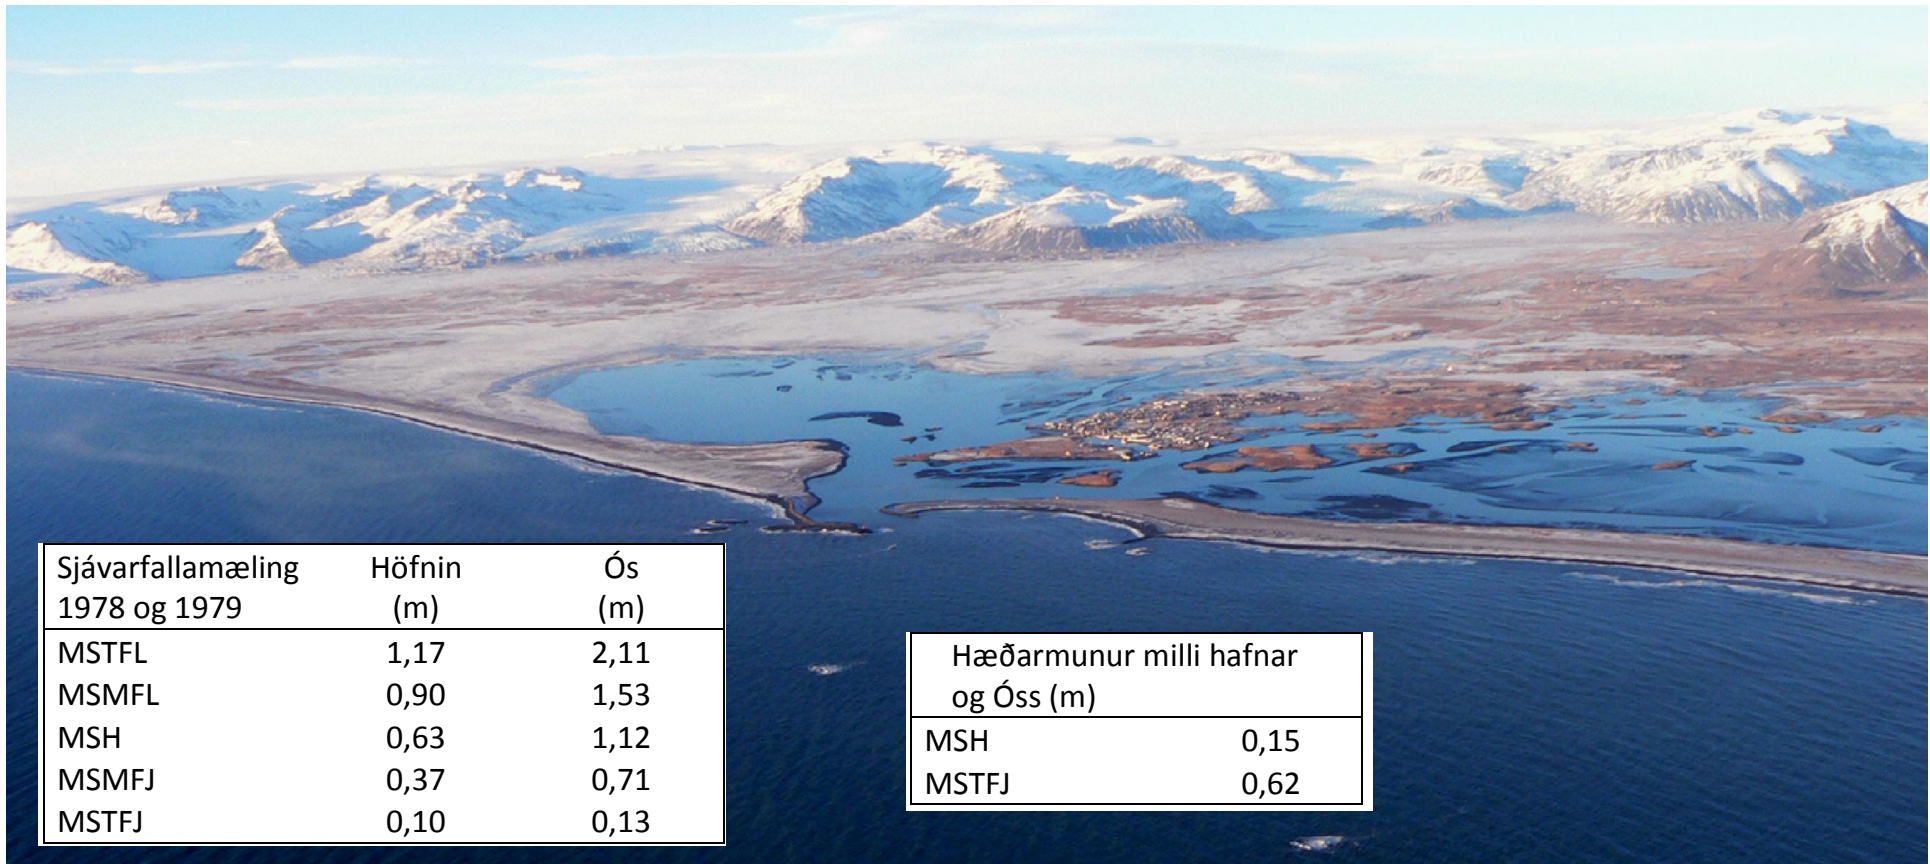 Sjávarfallamæling Höfnin Ós
1978 og 1979 (m) (m)
MSTFL 1,17 2,11
MSMFL 0,90 1,53
MSH 0,63 1,12
MSMFJ 0,37 0,71
MSTFJ 0,10 0,13
Hæðarmunur milli hafnar
og Óss (m)
MSH 0,15
MSTFJ 0,62